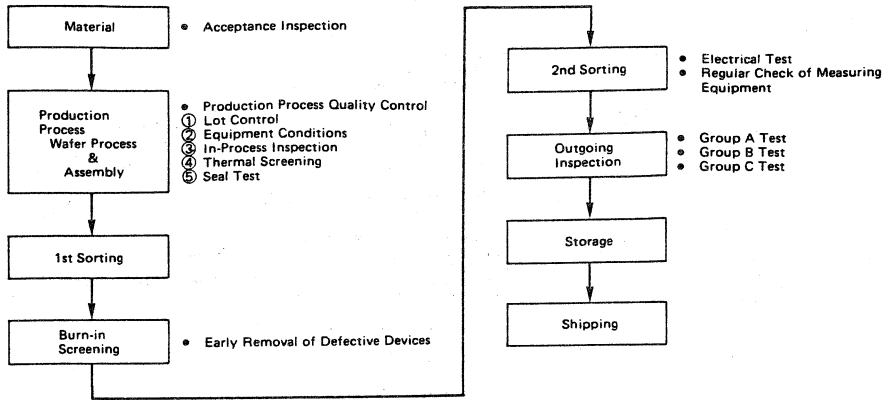 Material
• Acceptance Inspection
Production
Process
Wafer Process
&
Assembly
• Production Process Quality Control
① Lot Control
② Equipment Conditions
③ In-Process Inspection
④ Thermal Screening
⑤ Seal Test
1st Sorting
Burn-in
Screening
• Early Removal of Defective Devices
2nd Sorting
• Electrical Test
• Regular Check of Measuring
Equipment
Outgoing
Inspection
• Group A Test
• Group B Test
• Group C Test
Storage
Shipping